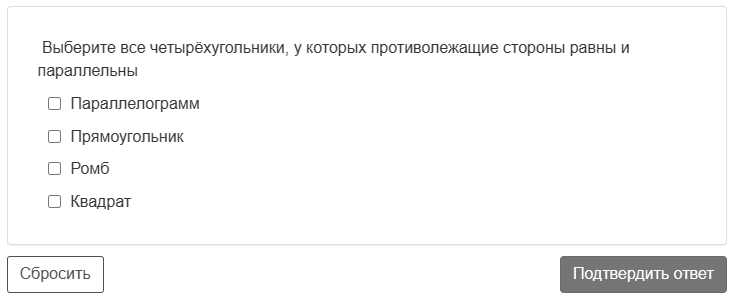 Выберите все четырёхугольники, у которых противолежащие стороны равны и
параллельны
Параллелограмм
Прямоугольник
Ромб
Квадрат
Сбросить
Подтвердить ответ